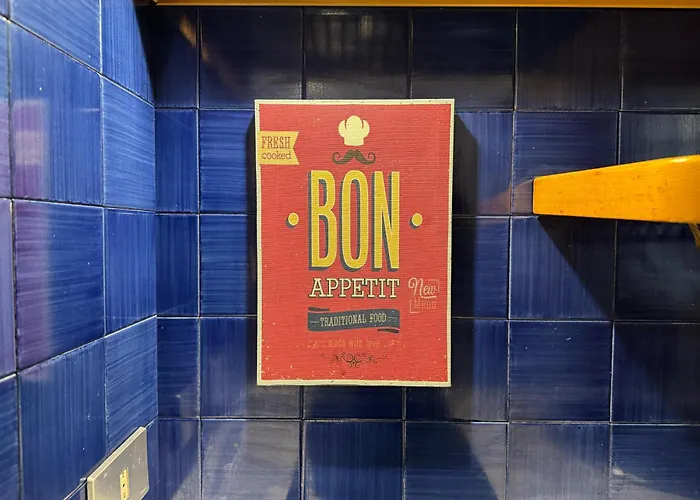 FRESH
cooked
BON
APPETIT
New
Menu
TRADITIONAL FOOD
made with love